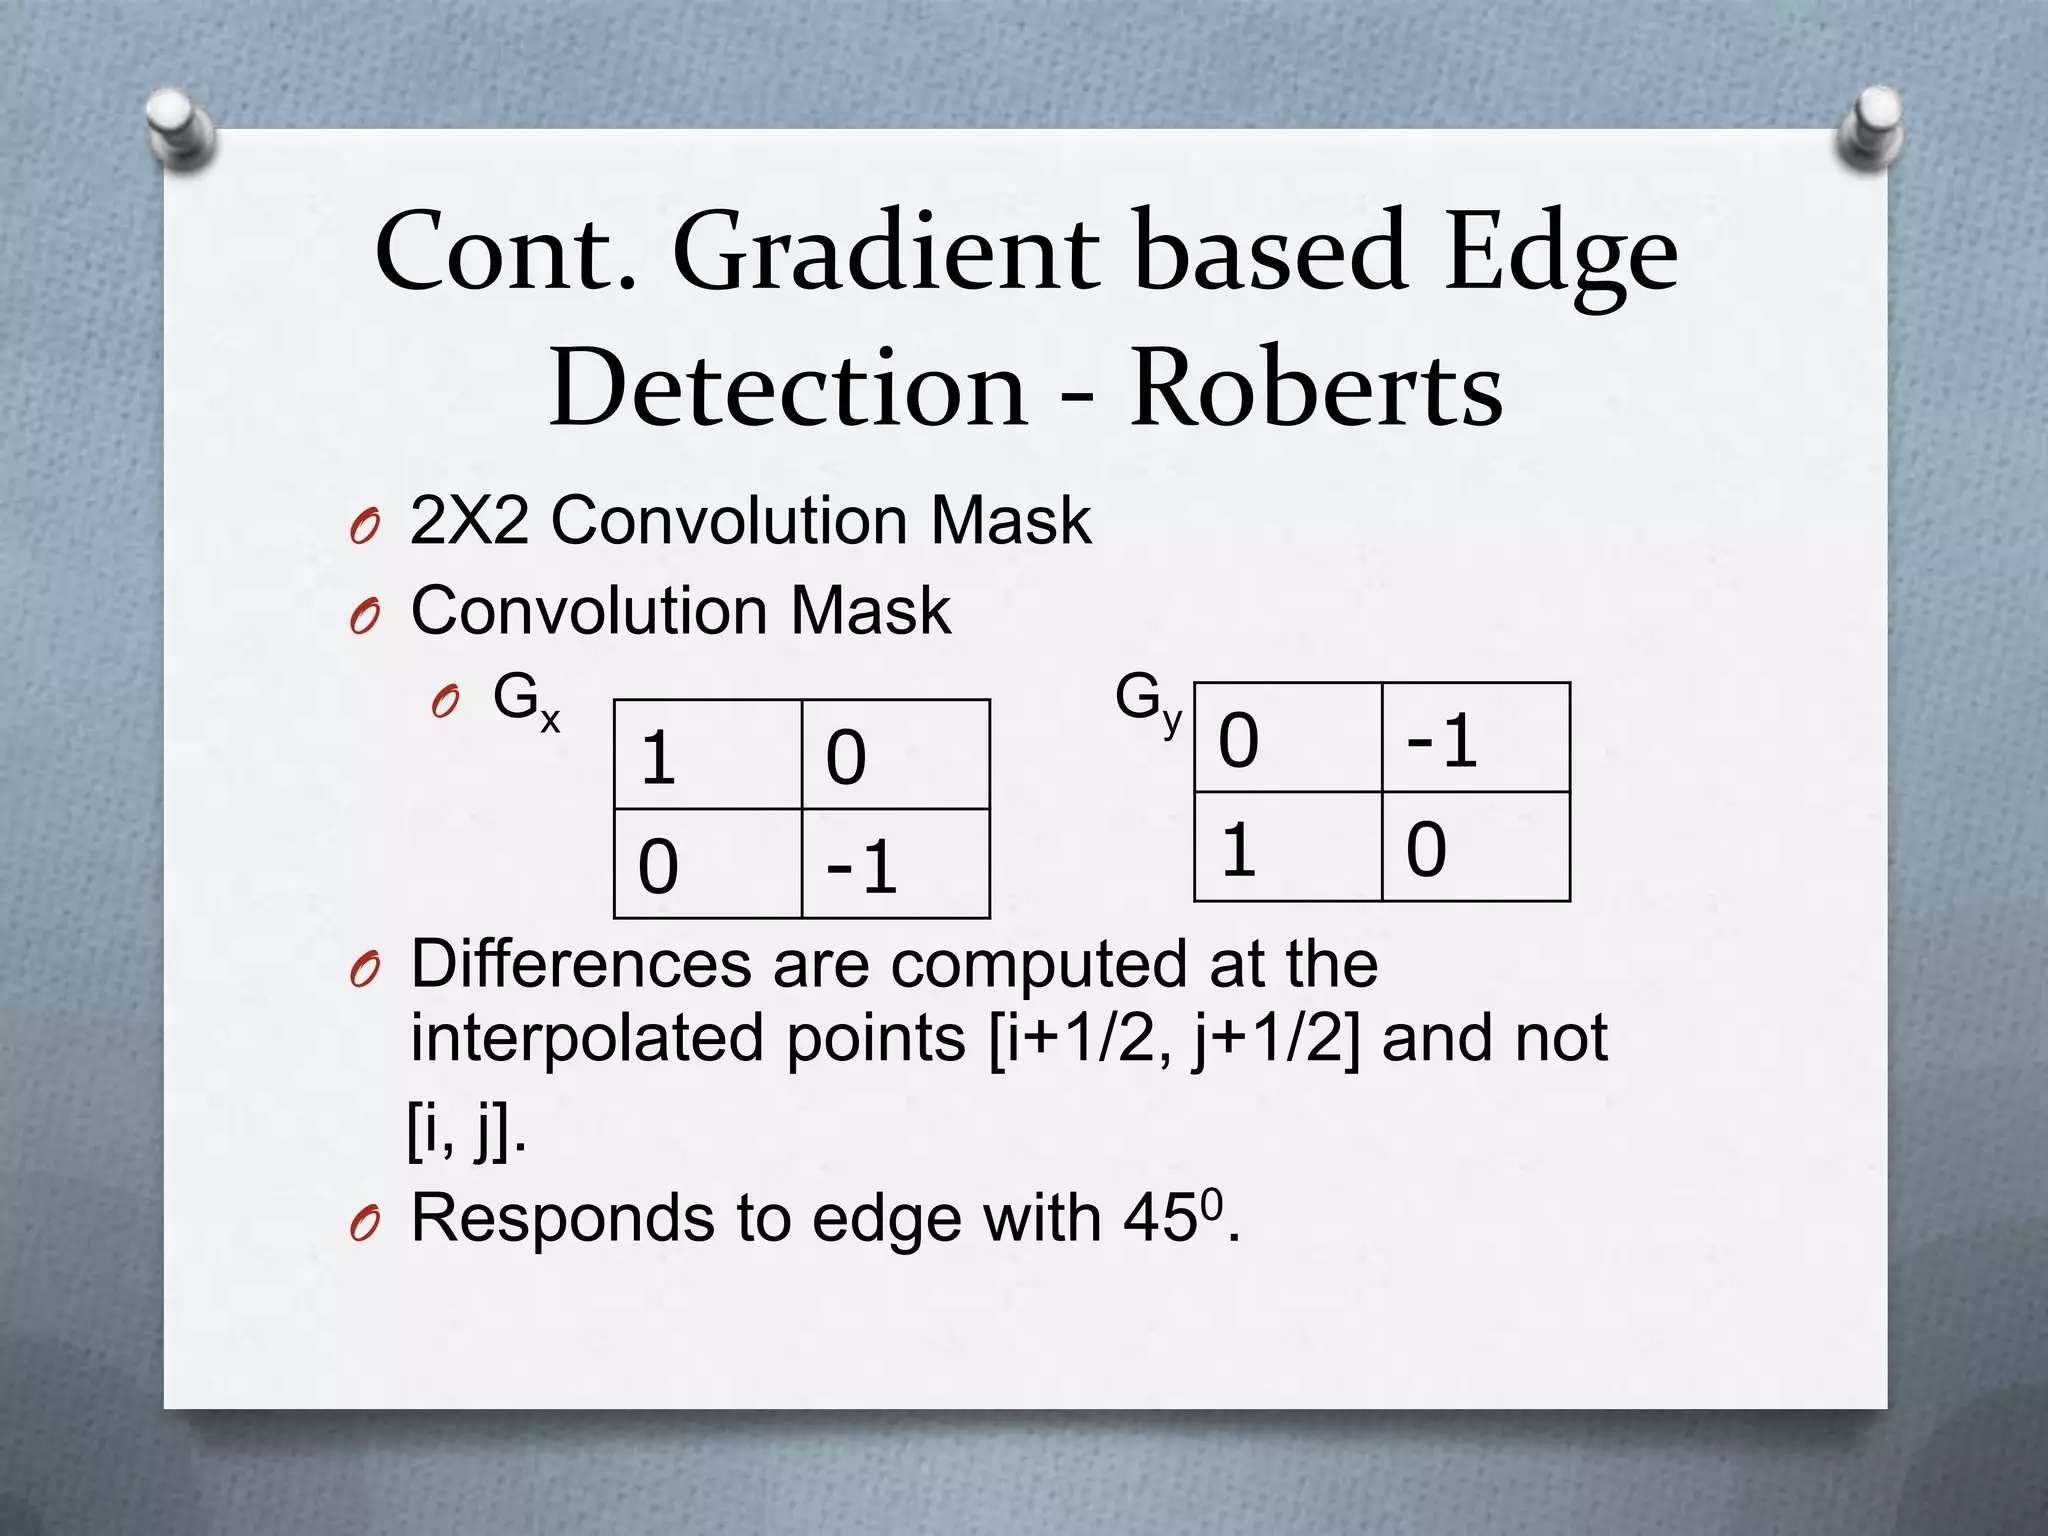 Cont. Gradient based Edge
Detection - Roberts
2X2 Convolution Mask
Convolution Mask
Gx Gy
1 0 0 -1
0 -1 1 0
Differences are computed at the
interpolated points [i+1/2, j+1/2] and not
[i, j].
Responds to edge with 45⁰.